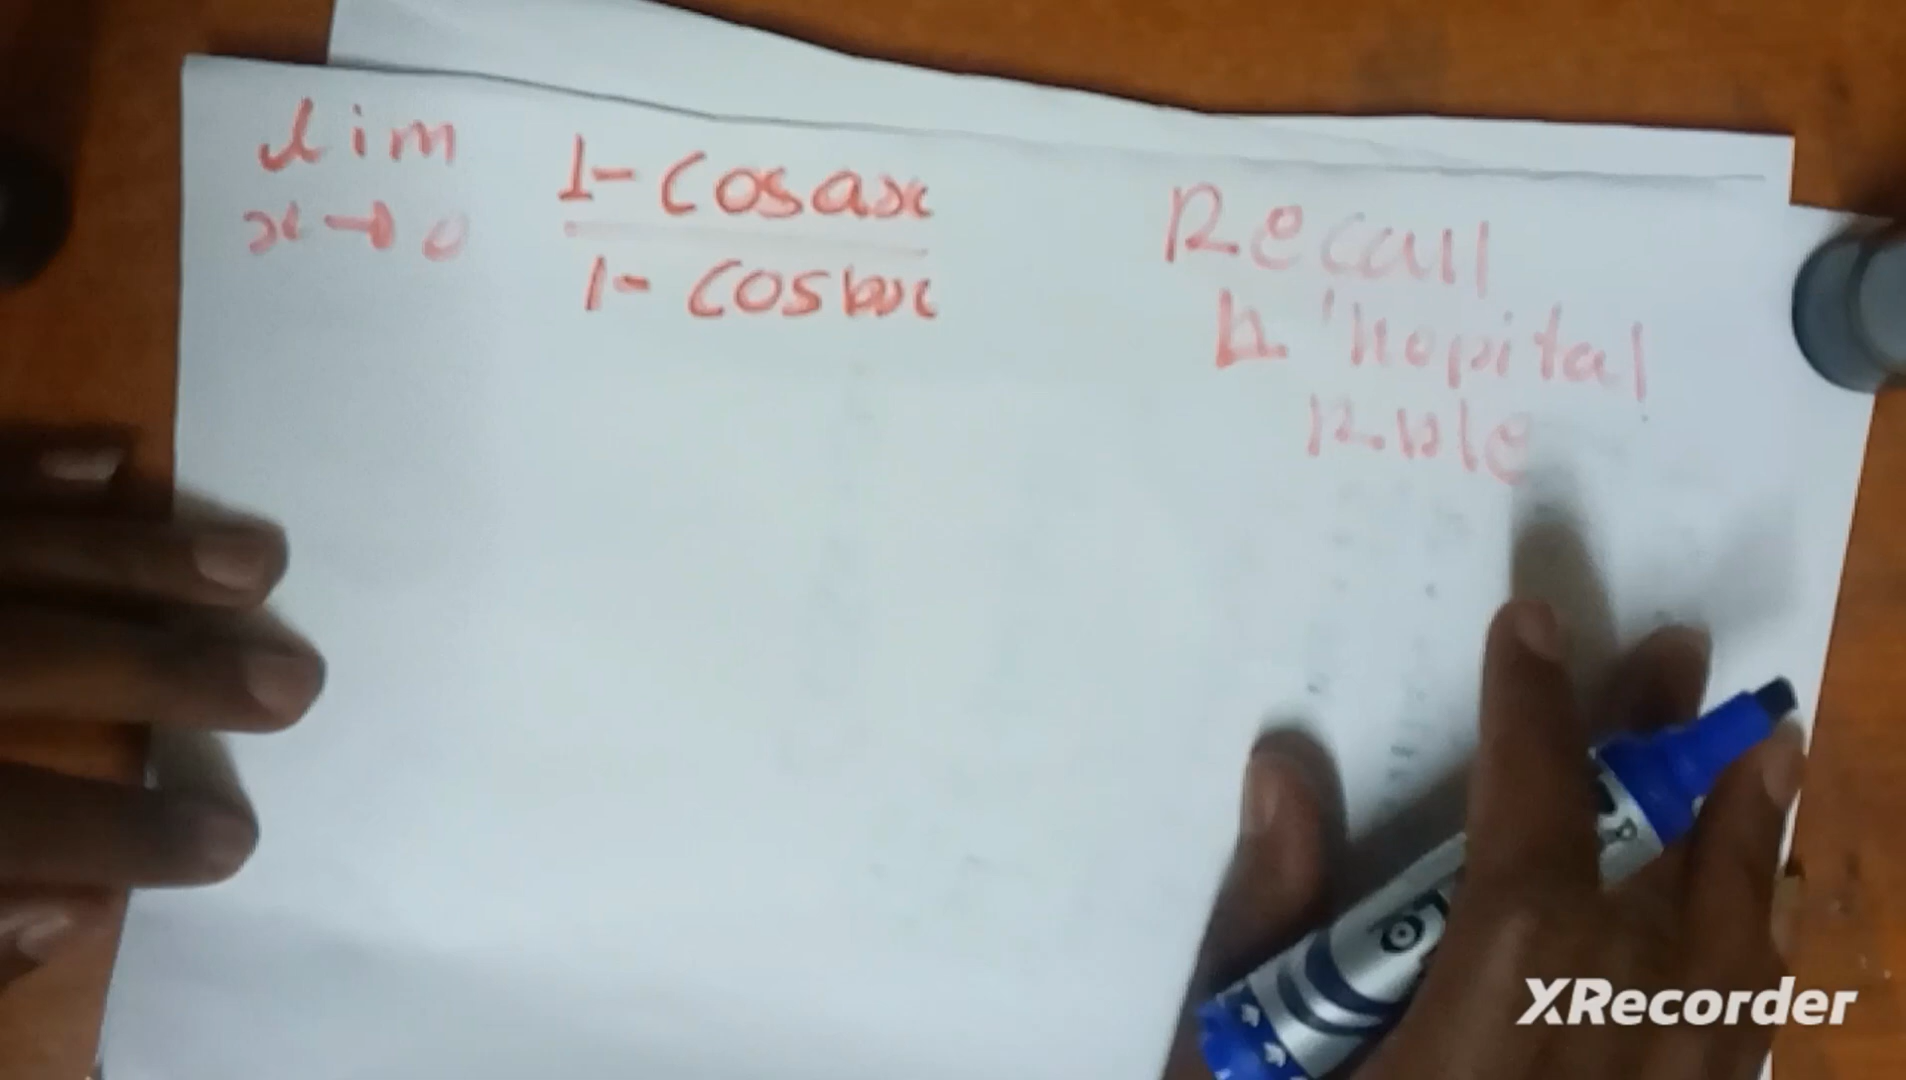 lim
x→0
1- Cosax
1- Cosbx
Recall
L'hopital
Rule
XRecorder